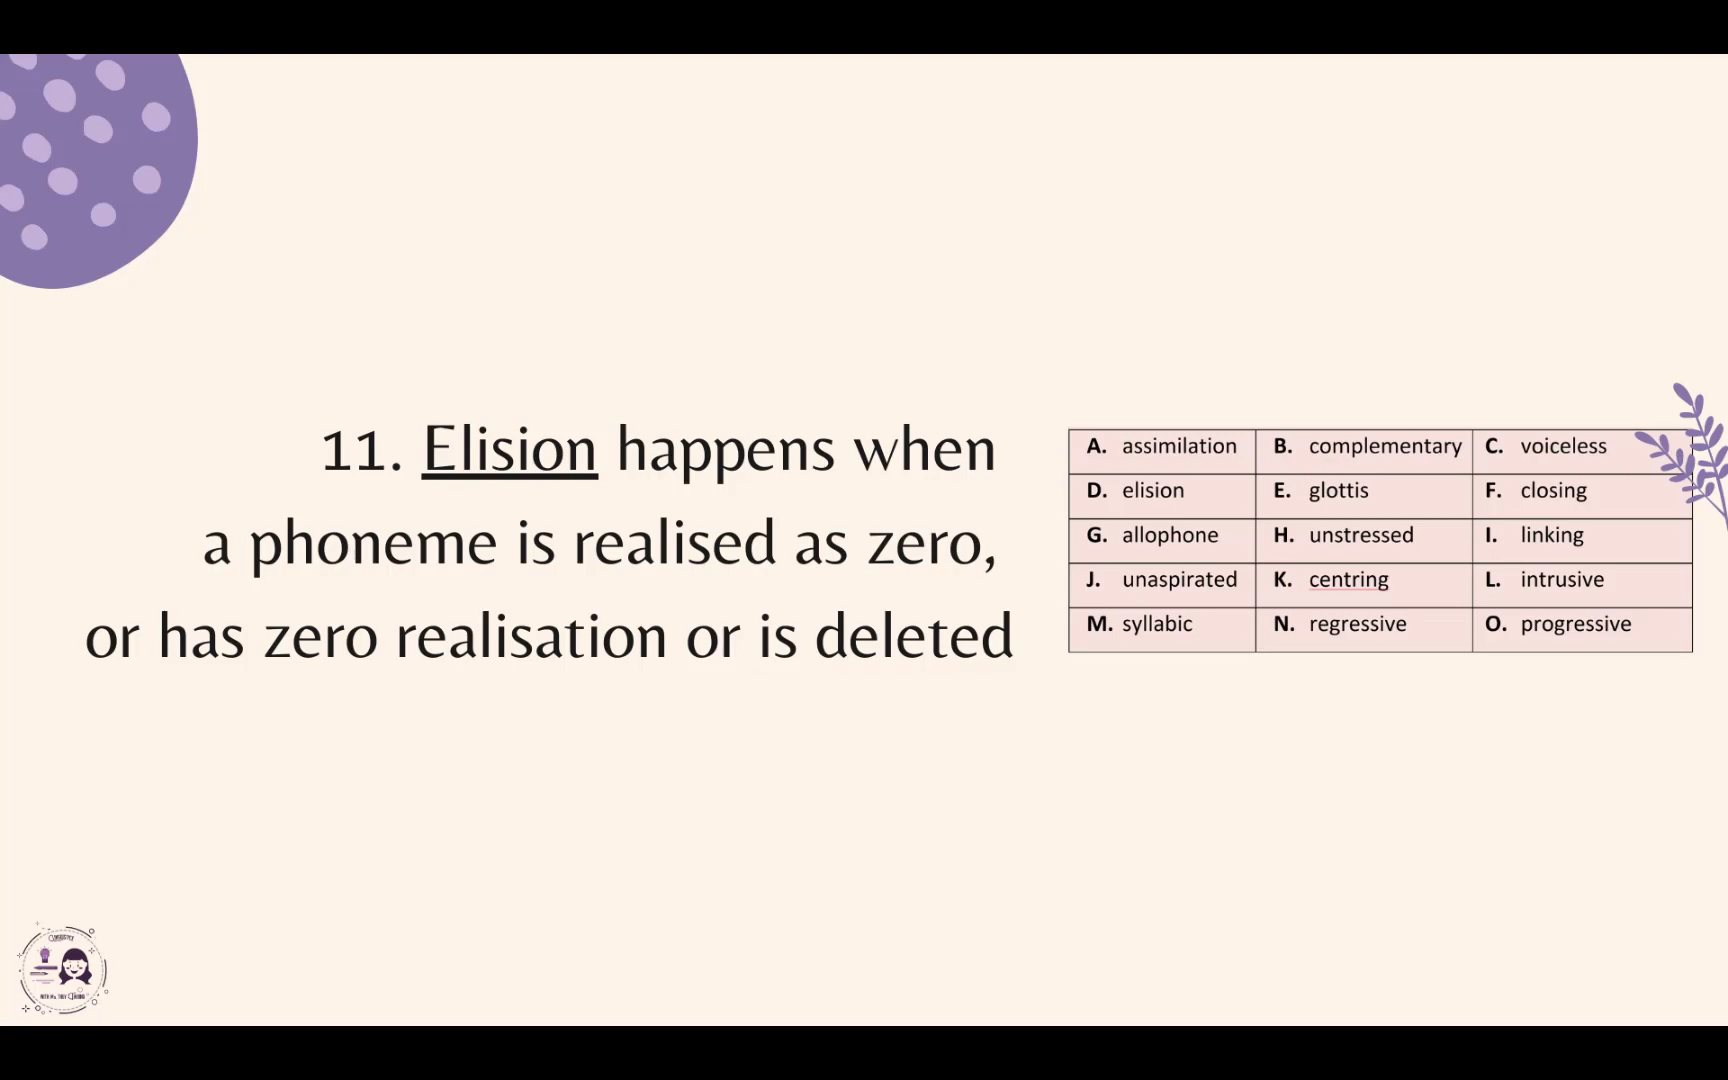 11. Elision happens when
a phoneme is realised as zero,
or has zero realisation or is deleted
A. assimilation B. complementary C. voiceless
D. elision E. glottis F. closing
G. allophone H. unstressed I. linking
J. unaspirated K. centring L. intrusive
M. syllabic N. regressive O. progressive